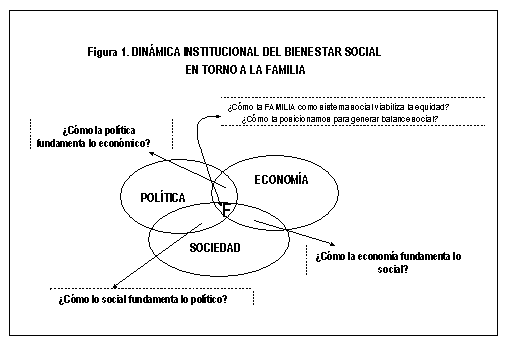 Figura 1. DINÁMICA INSTITUCIONAL DEL BIENESTAR SOCIAL
EN TORNO A LA FAMILIA
¿Cómo la FAMILIA como sistema social viabiliza la equidad?
¿Cómo la posicionamos para generar balance social?
¿Cómo la política
fundamenta lo económico?
ECONOMÍA
POLÍTICA
F
SOCIEDAD
¿Cómo la economía fundamenta lo
social?
¿Cómo lo social fundamenta lo político?